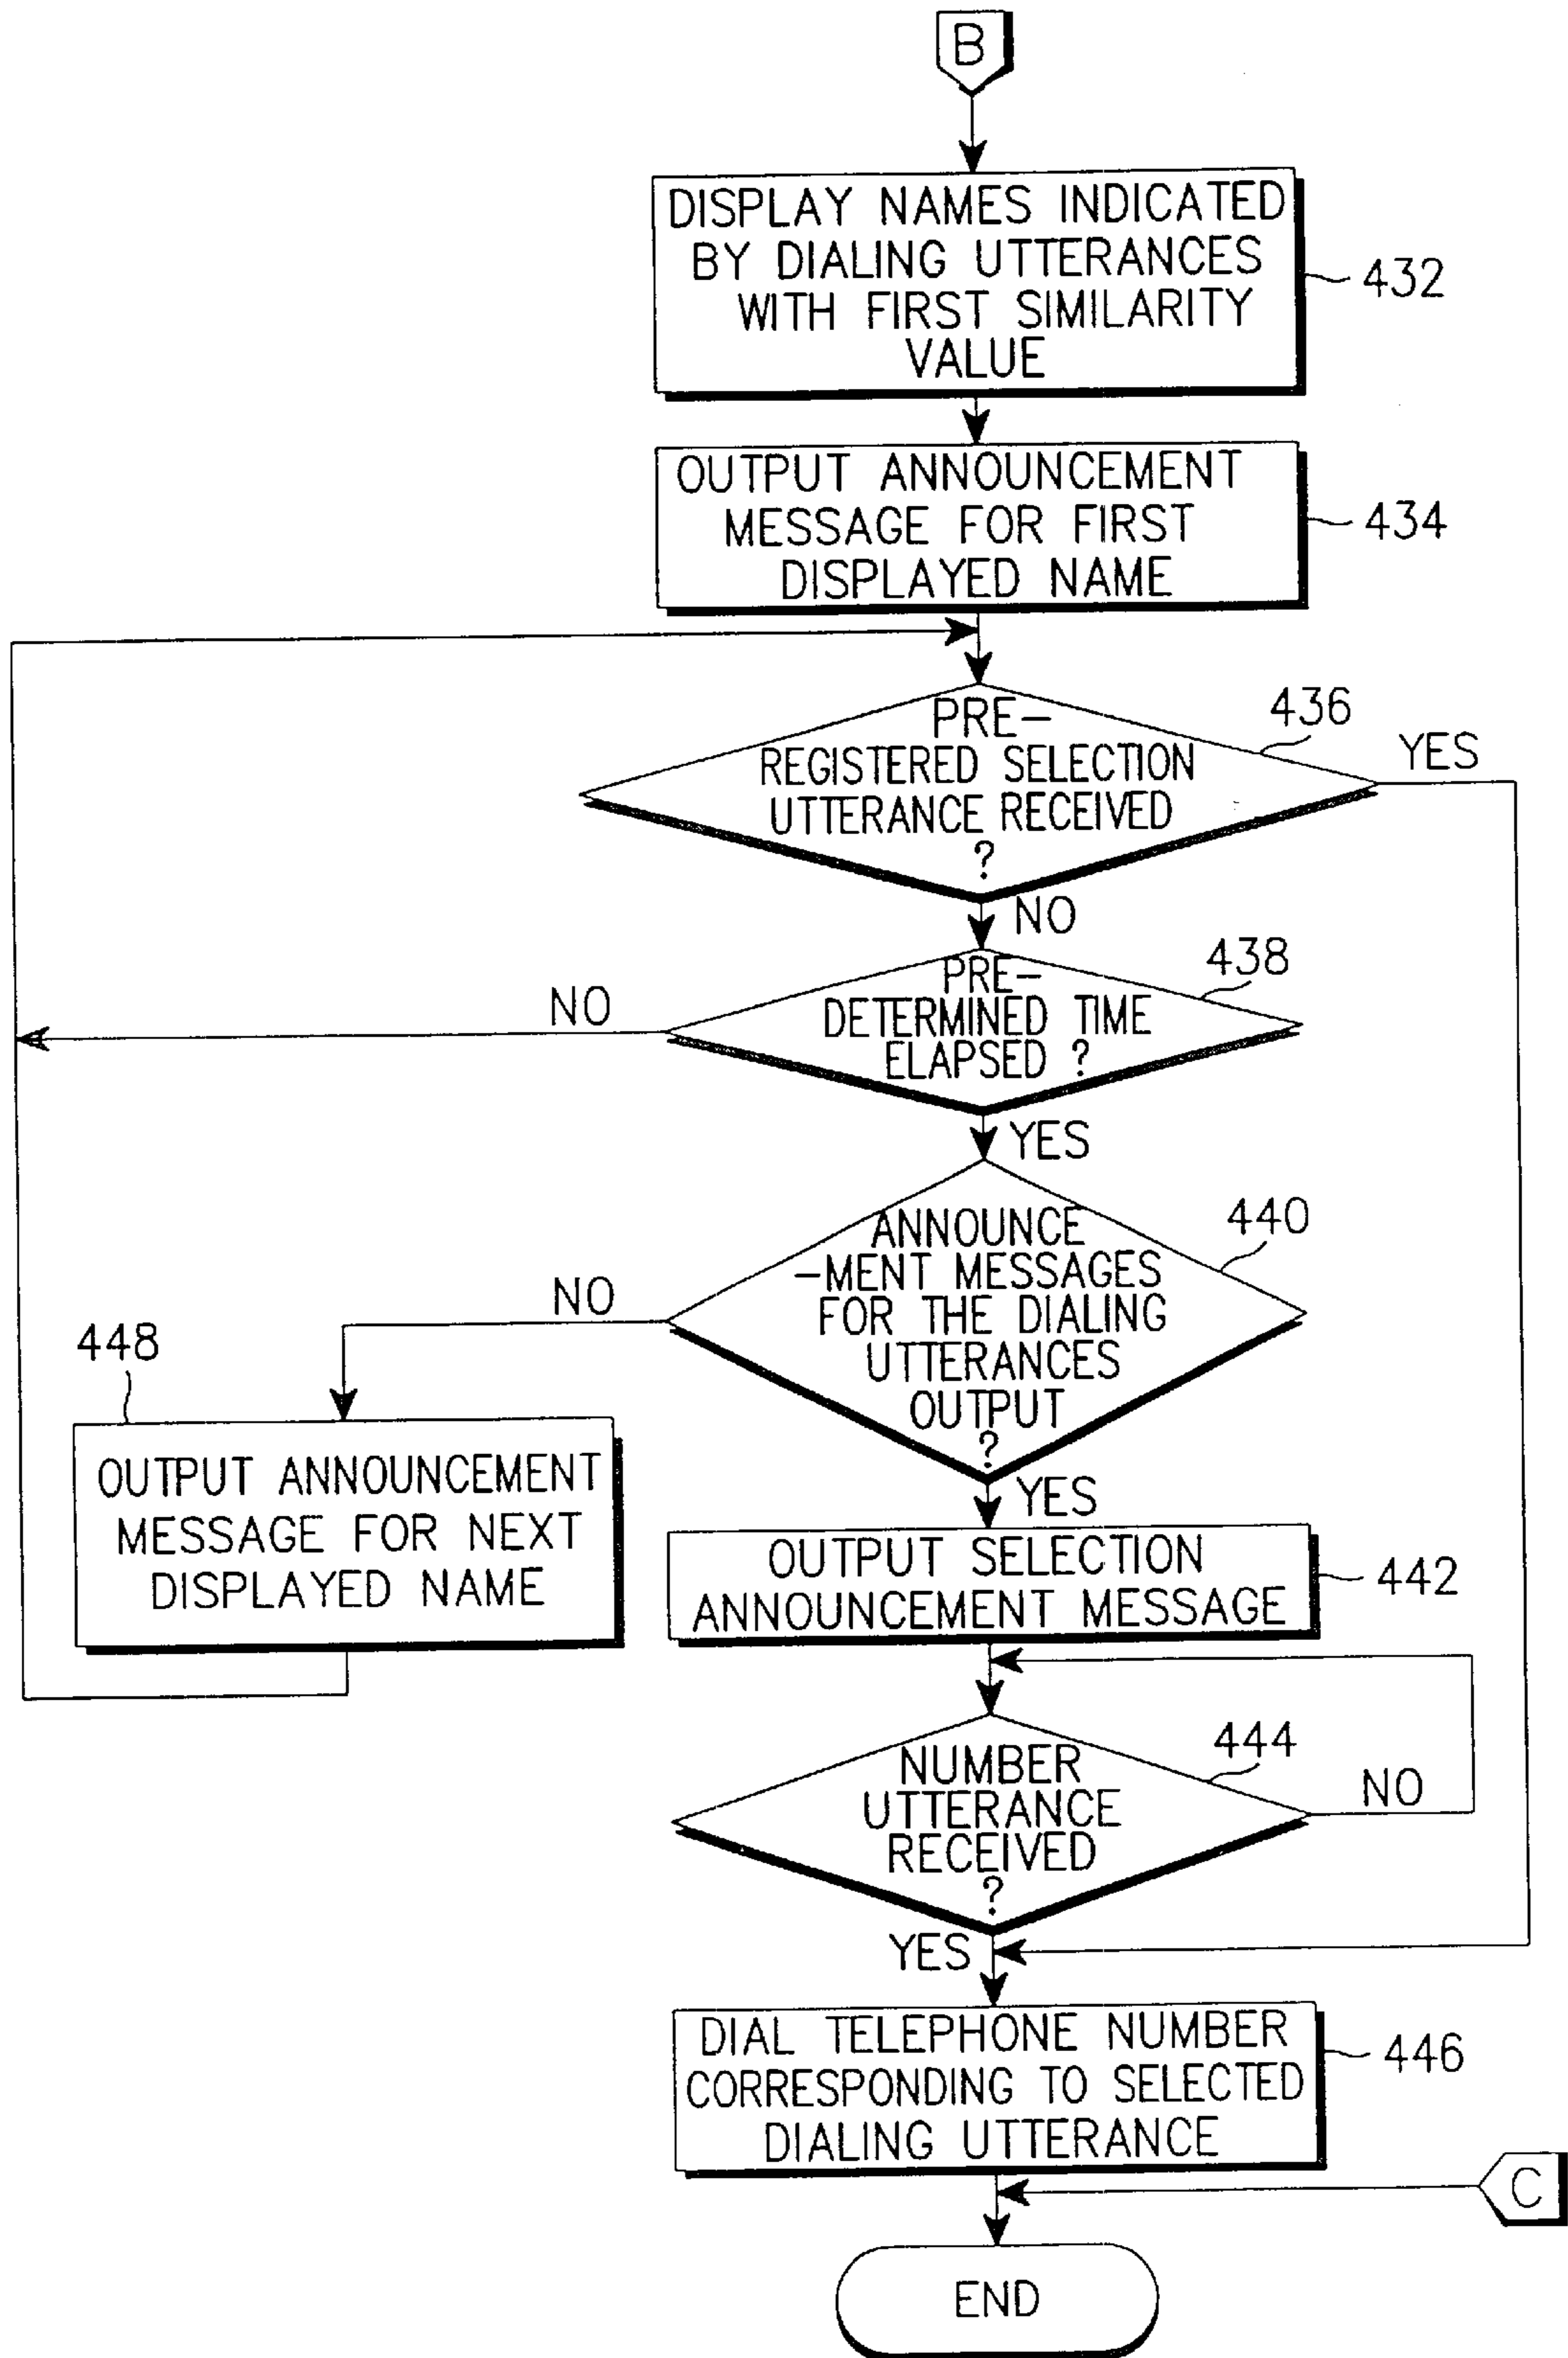 B
DISPLAY NAMES INDICATED
BY DIALING UTTERANCES
WITH FIRST SIMILARITY
VALUE
432
OUTPUT ANNOUNCEMENT
MESSAGE FOR FIRST
DISPLAYED NAME
434
PRE-
REGISTERED SELECTION
UTTERANCE RECEIVED
?
436
YES
NO
PRE-
DETERMINED TIME
ELAPSED ?
438
NO
YES
ANNOUNCE
-MENT MESSAGES
FOR THE DIALING
UTTERANCES
OUTPUT
?
440
NO
448
OUTPUT ANNOUNCEMENT
MESSAGE FOR NEXT
DISPLAYED NAME
YES
OUTPUT SELECTION
ANNOUNCEMENT MESSAGE
442
NUMBER
UTTERANCE
RECEIVED
?
444
NO
YES
DIAL TELEPHONE NUMBER
CORRESPONDING TO SELECTED
DIALING UTTERANCE
446
C
END